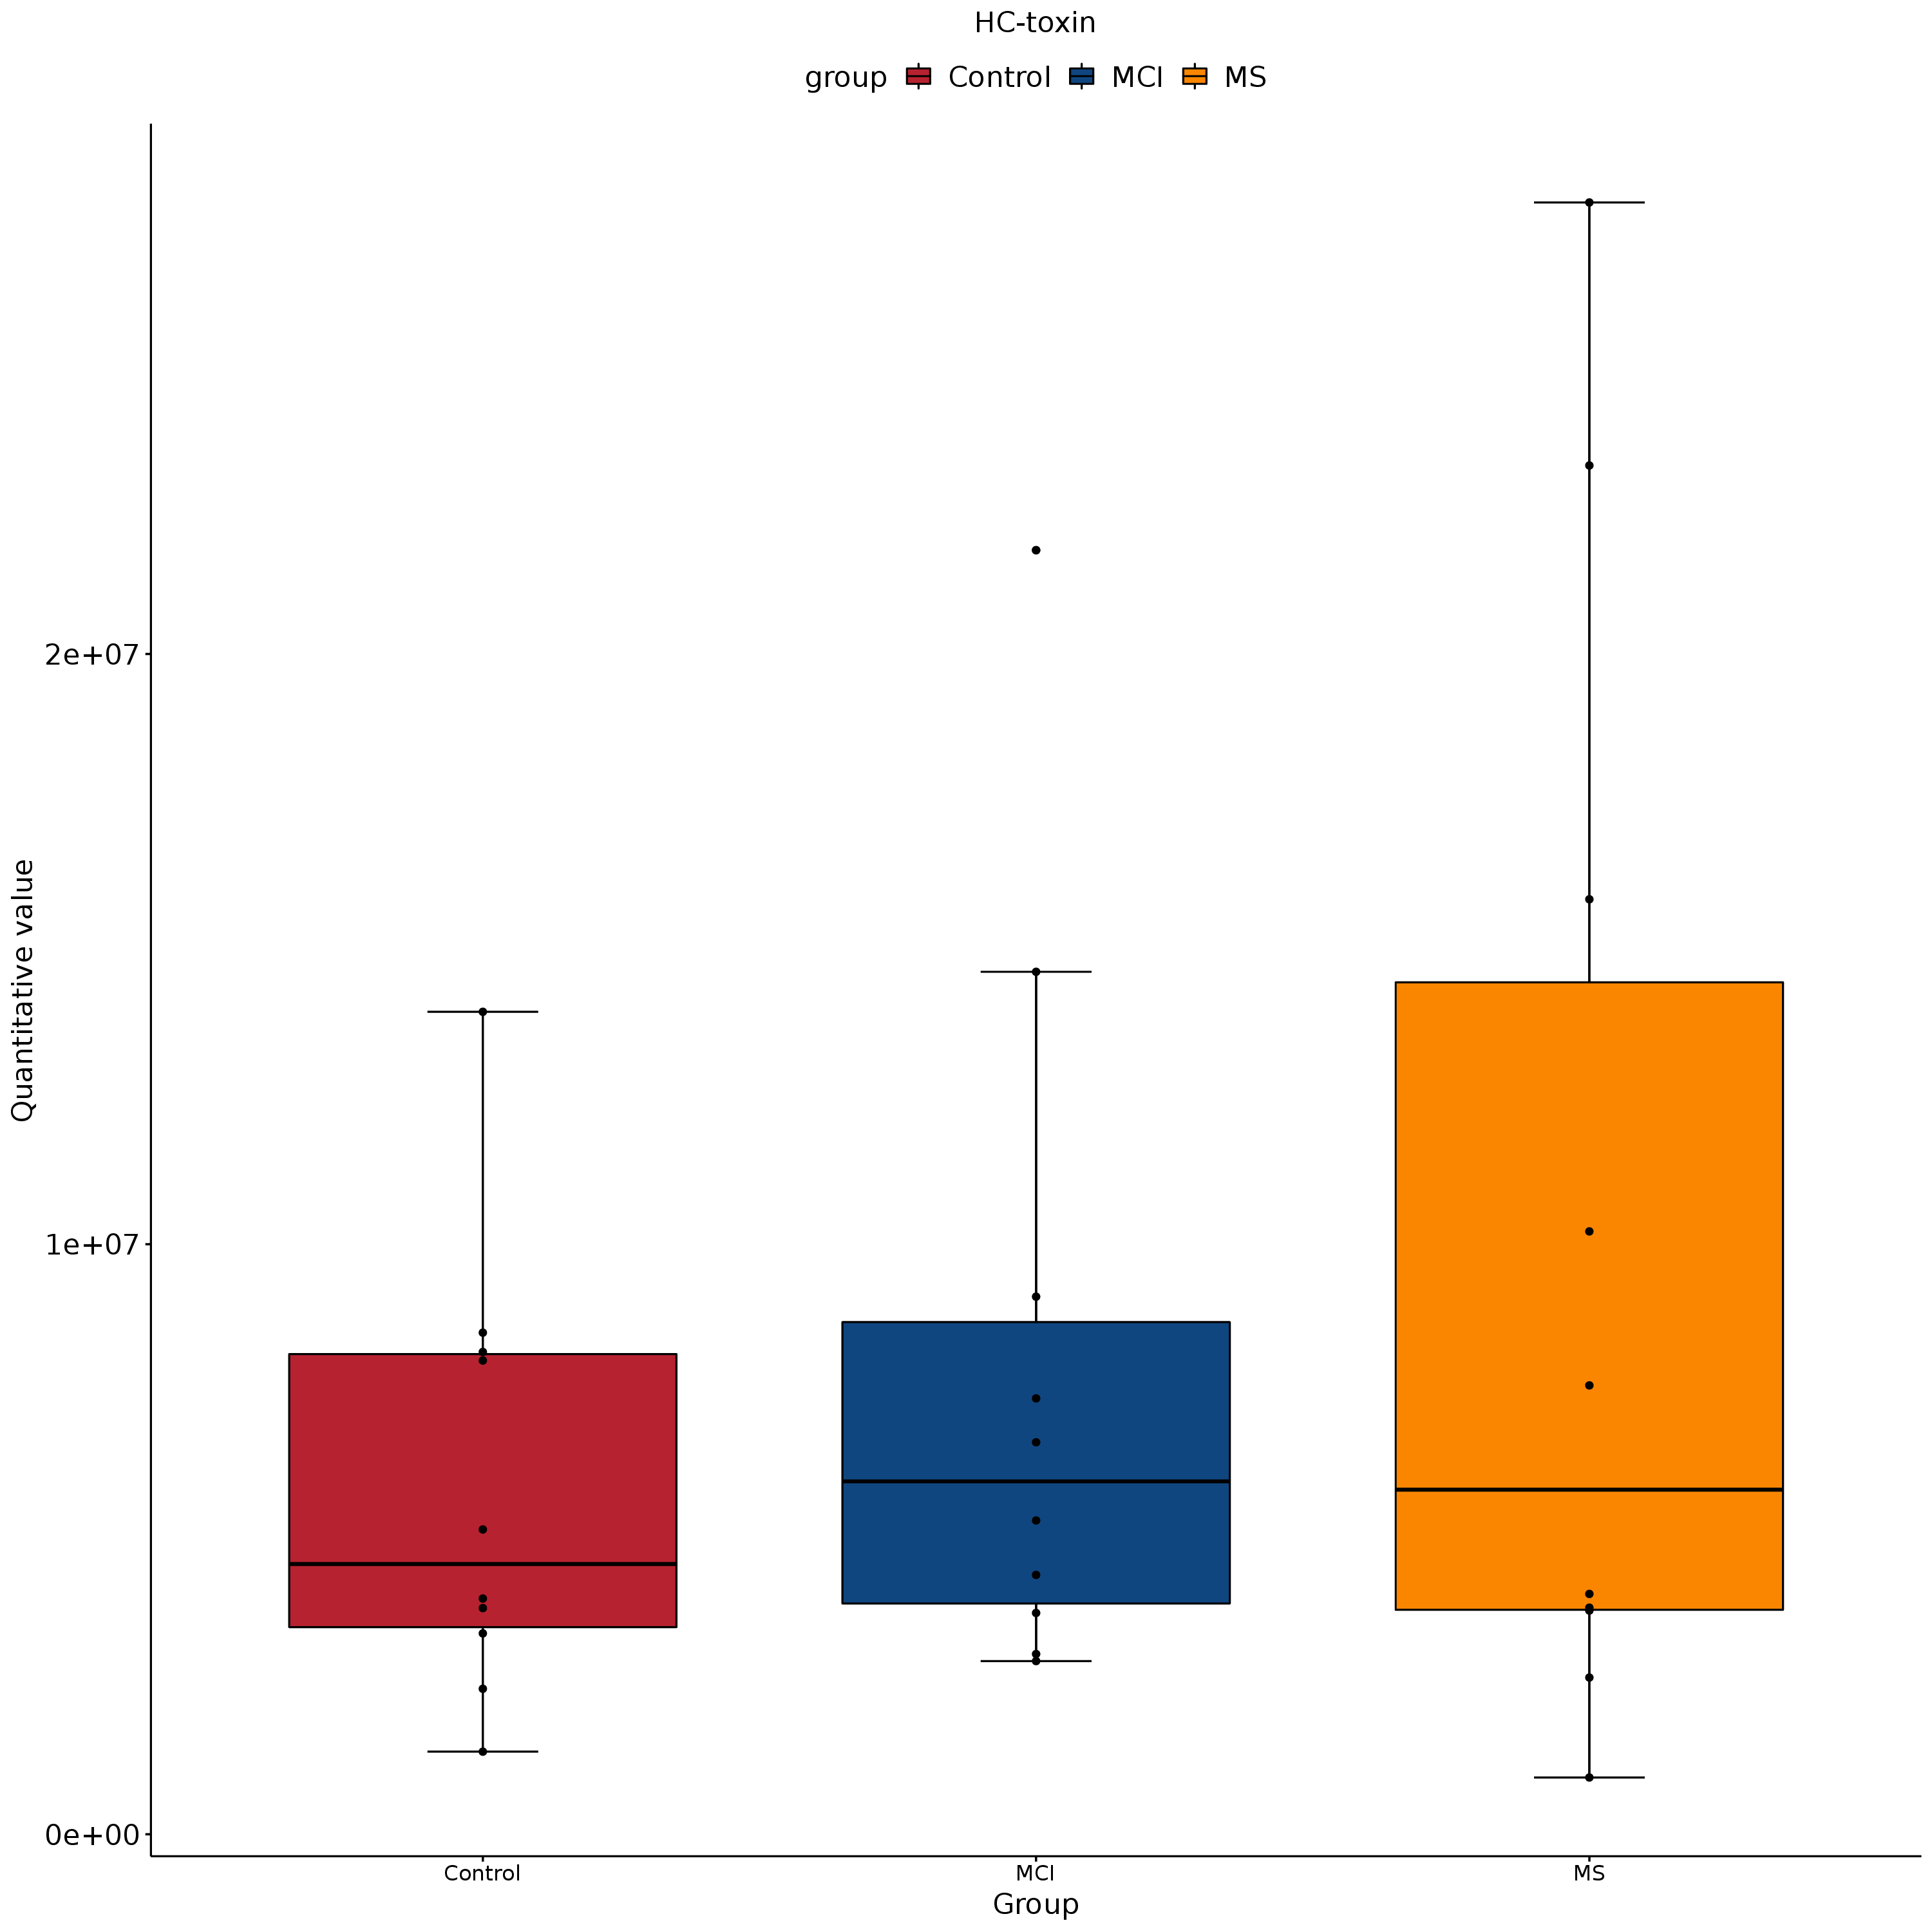 HC-toxin
group Control MCI MS
Quantitative value
2e+07
1e+07
0e+00
Control MCI MS
Group